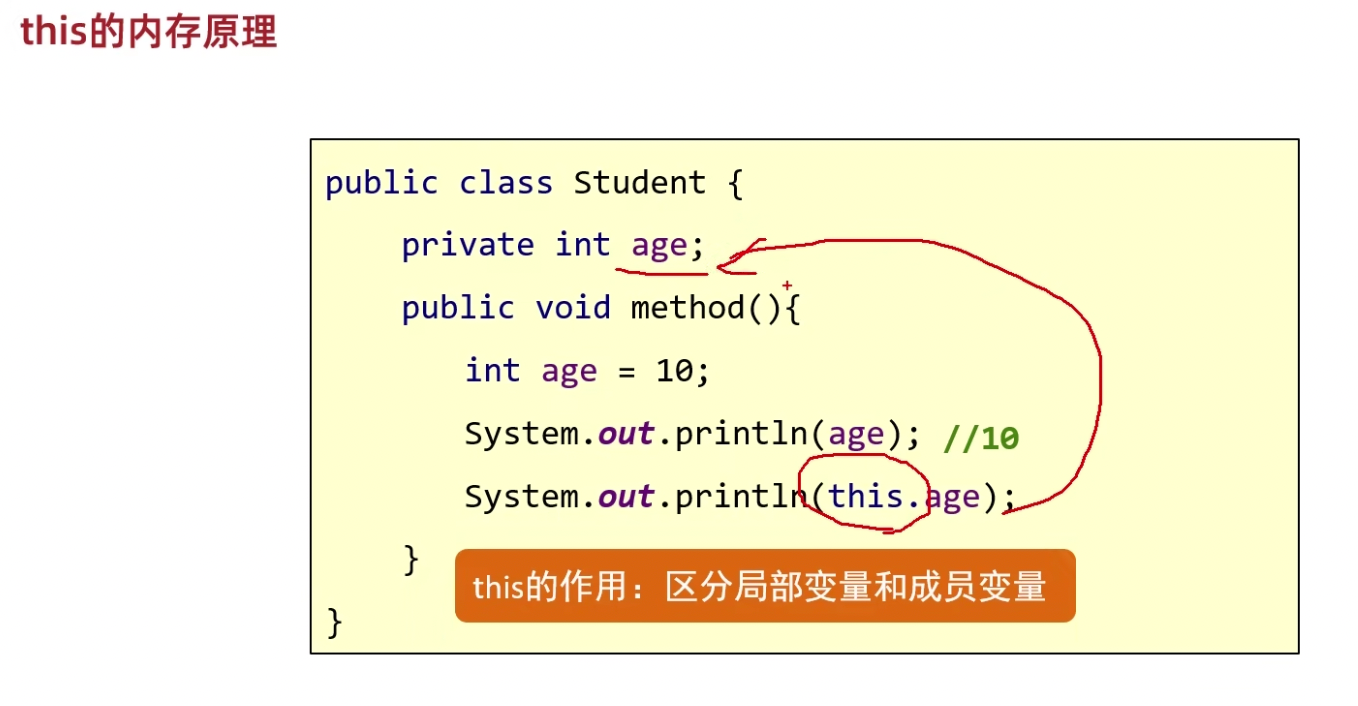 this的内存原理
public class Student {
private int age;
public void method(){
int age = 10;
System.out.println(age); //10
System.out.println(this.age);
}
this的作用：区分局部变量和成员变量
}